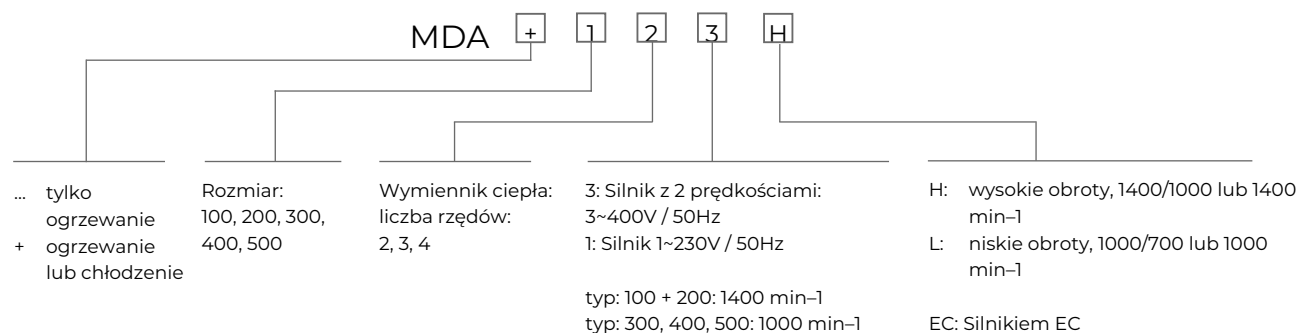 MDA + 1 2 3 H
... tylko
ogrzewanie
+ ogrzewanie
lub chłodzenie
Rozmiar:
100, 200, 300,
400, 500
Wymiennik ciepła:
liczba rzędów:
2, 3, 4
3: Silnik z 2 prędkościami:
3~400V / 50Hz
1: Silnik 1~230V / 50Hz
typ: 100 + 200: 1400 min–1
typ: 300, 400, 500: 1000 min–1
H: wysokie obroty, 1400/1000 lub 1400
min–1
L: niskie obroty, 1000/700 lub 1000
min–1
EC: Silnikiem EC